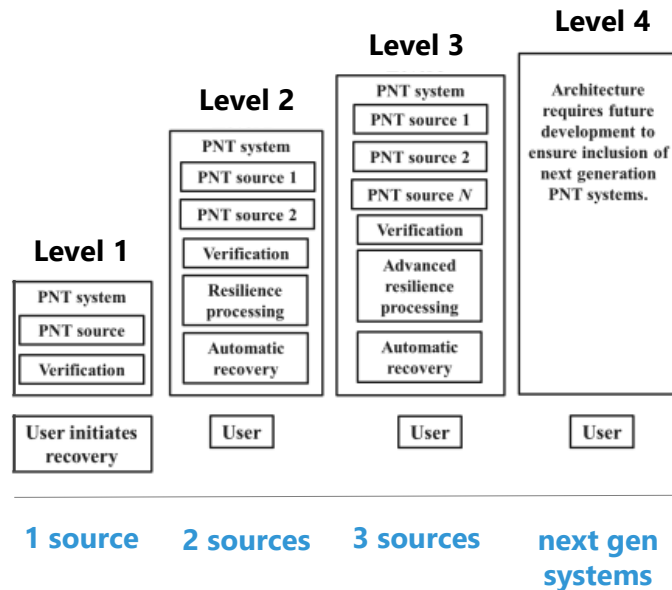 Level 1
PNT system
PNT source
Verification
User initiates
recovery
1 source
Level 2
PNT system
PNT source 1
PNT source 2
Verification
Resilience
processing
Automatic
recovery
User
2 sources
Level 3
PNT system
PNT source 1
PNT source 2
PNT source N
Verification
Advanced
resilience
processing
Automatic
recovery
User
3 sources
Level 4
Architecture
requires future
development to
ensure inclusion of
next generation
PNT systems.
User
next gen
systems